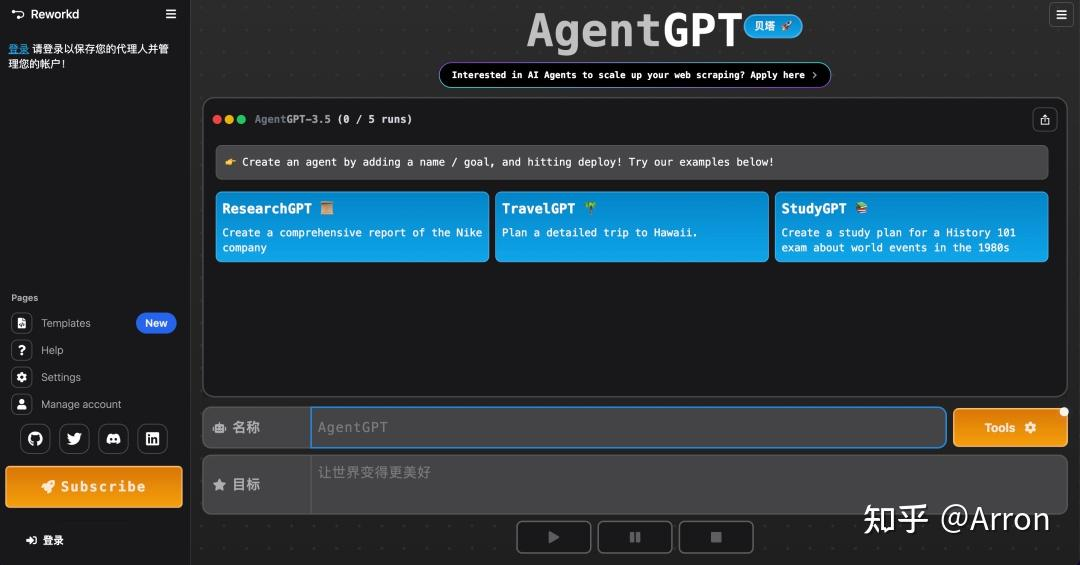 Reworkd
登录 请登录以保存您的代理人并管
理您的帐户！
Pages
Templates
New
Help
Settings
Manage account
Subscribe
登录
AgentGPT
贝塔
Interested in AI Agents to scale up your web scraping? Apply here >
AgentGPT-3.5 (0 / 5 runs)
Create an agent by adding a name / goal, and hitting deploy! Try our examples below!
ResearchGPT
Create a comprehensive report of the Nike
company
TravelGPT
Plan a detailed trip to Hawaii.
StudyGPT
Create a study plan for a History 101
exam about world events in the 1980s
名称
AgentGPT
Tools
目标
让世界变得更美好
知乎 @Arron